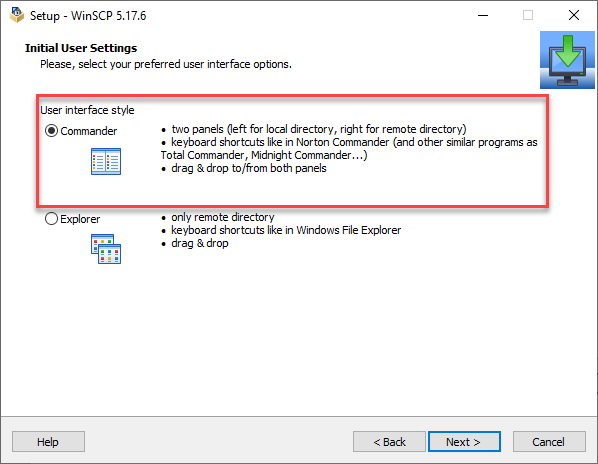 Setup - WinSCP 5.17.6
Initial User Settings
Please, select your preferred user interface options.
User interface style
Commander
• two panels (left for local directory, right for remote directory)
• keyboard shortcuts like in Norton Commander (and other similar programs as
Total Commander, Midnight Commander...)
• drag & drop to/from both panels
Explorer
• only remote directory
• keyboard shortcuts like in Windows File Explorer
• drag & drop
Help
< Back
Next >
Cancel